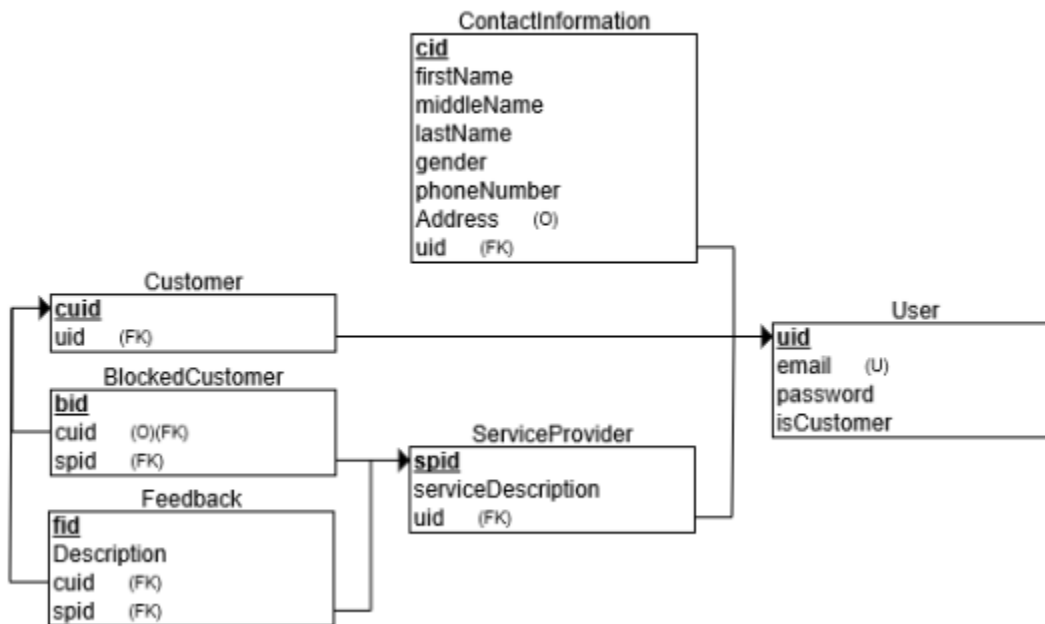 ContactInformation
cid
firstName
middleName
lastName
gender
phoneNumber
Address (O)
uid (FK)
Customer
cuid
uid (FK)
User
uid
email (U)
password
isCustomer
BlockedCustomer
bid
cuid (O)(FK)
spid (FK)
ServiceProvider
spid
serviceDescription
uid (FK)
Feedback
fid
Description
cuid (FK)
spid (FK)